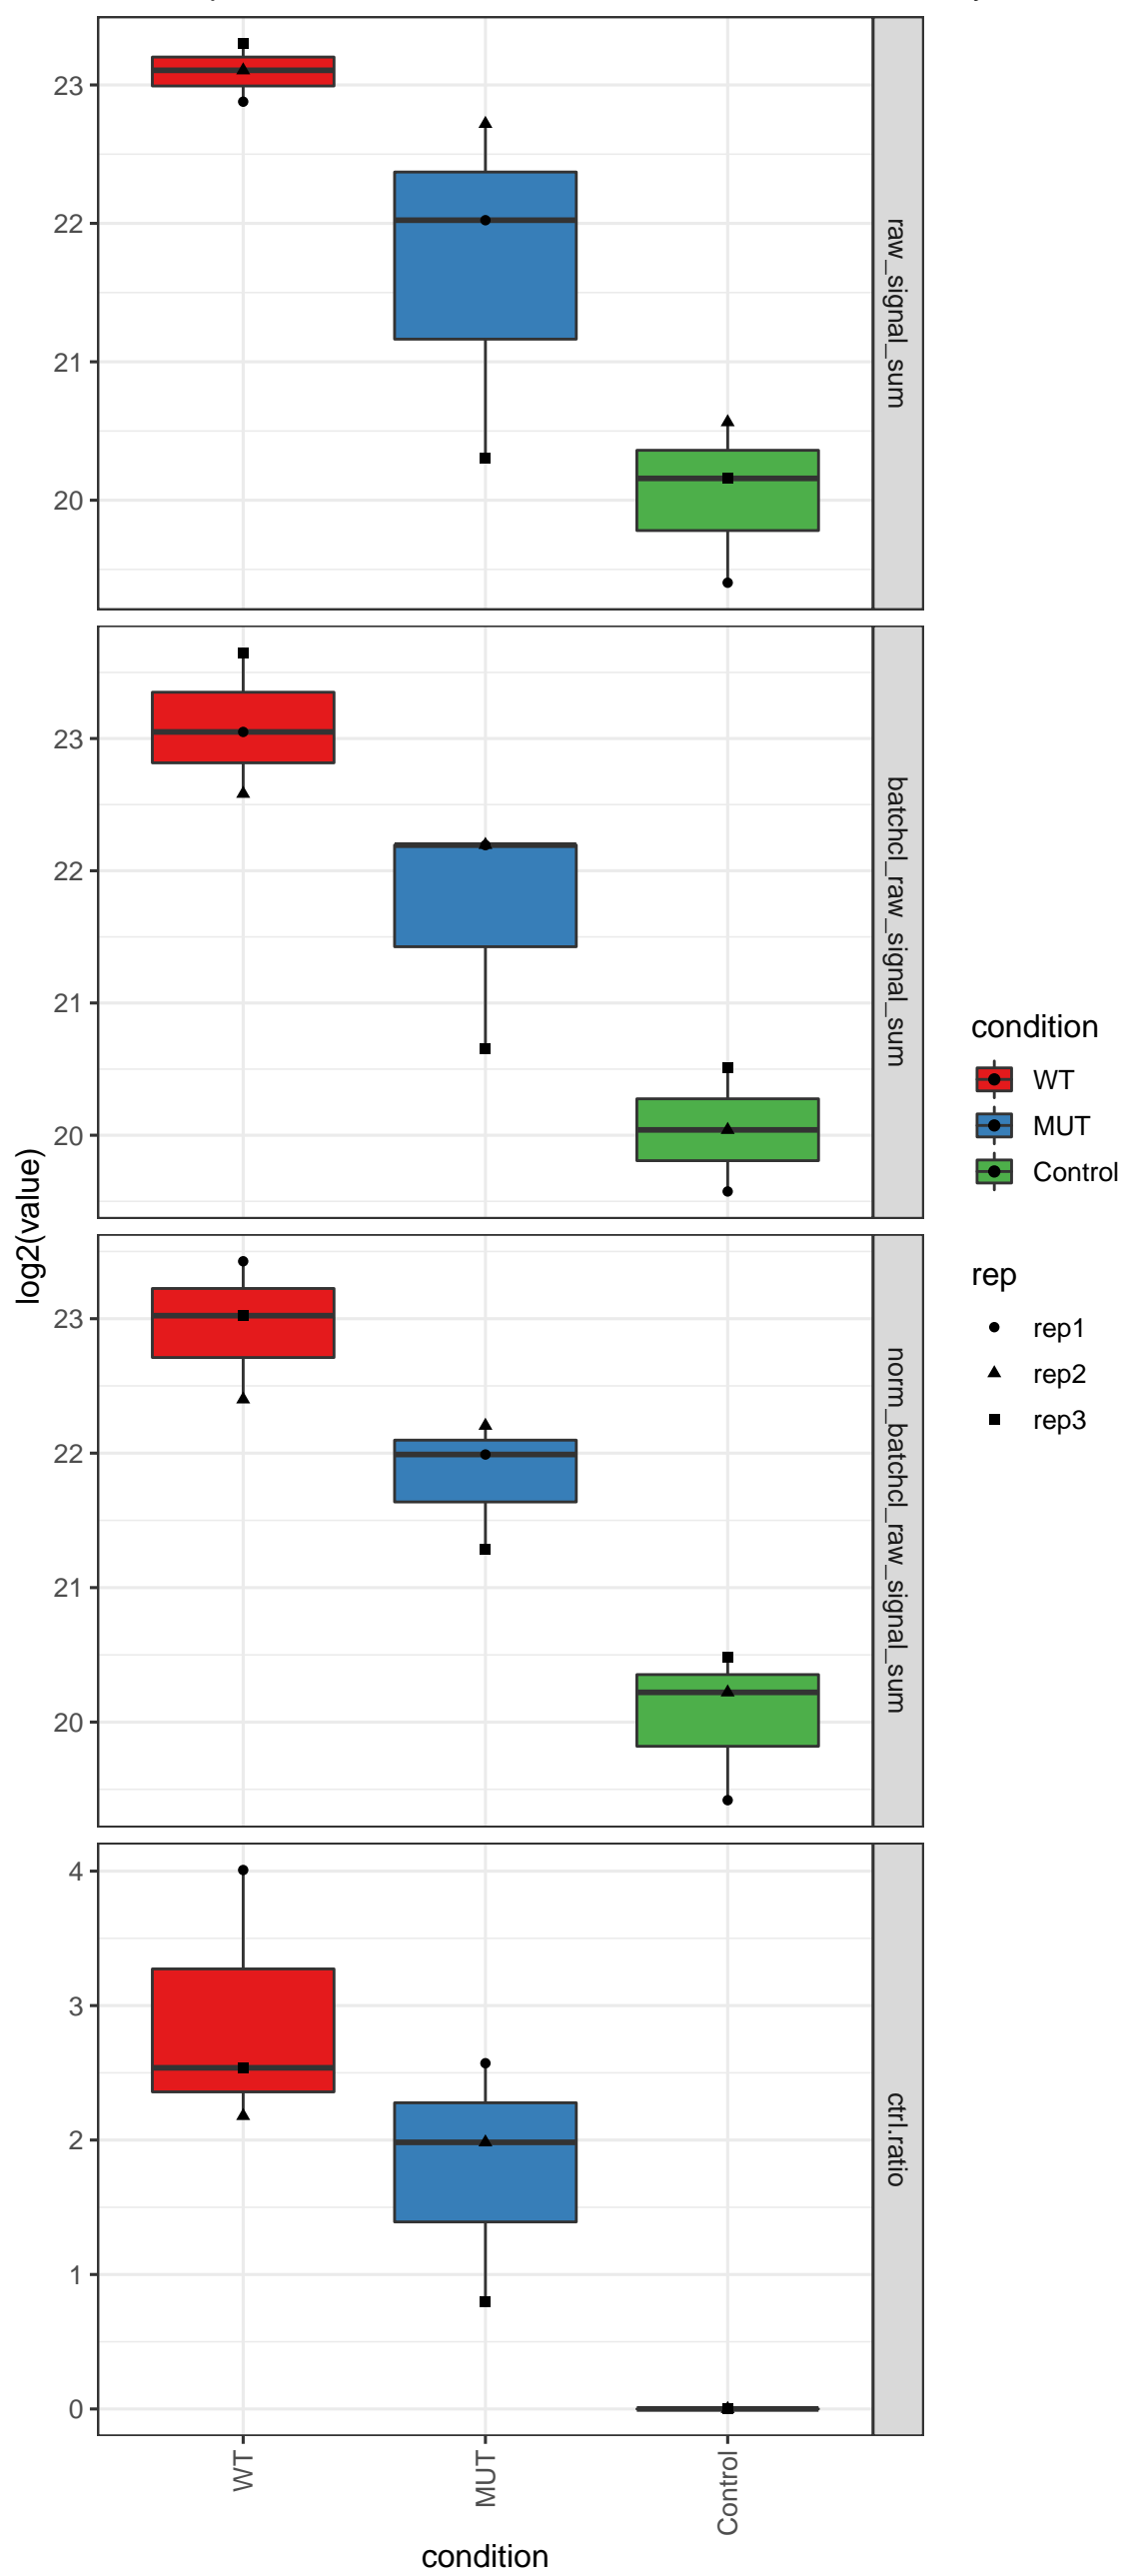 23
22
21
20
raw_signal_sum
23
22
21
20
batchcl_raw_signal_sum
23
22
21
20
norm_batchcl_raw_signal_sum
4
3
2
1
0
ctrl.ratio
log2(value)
WT
MUT
Control
condition
condition
WT
MUT
Control
rep
rep1
rep2
rep3